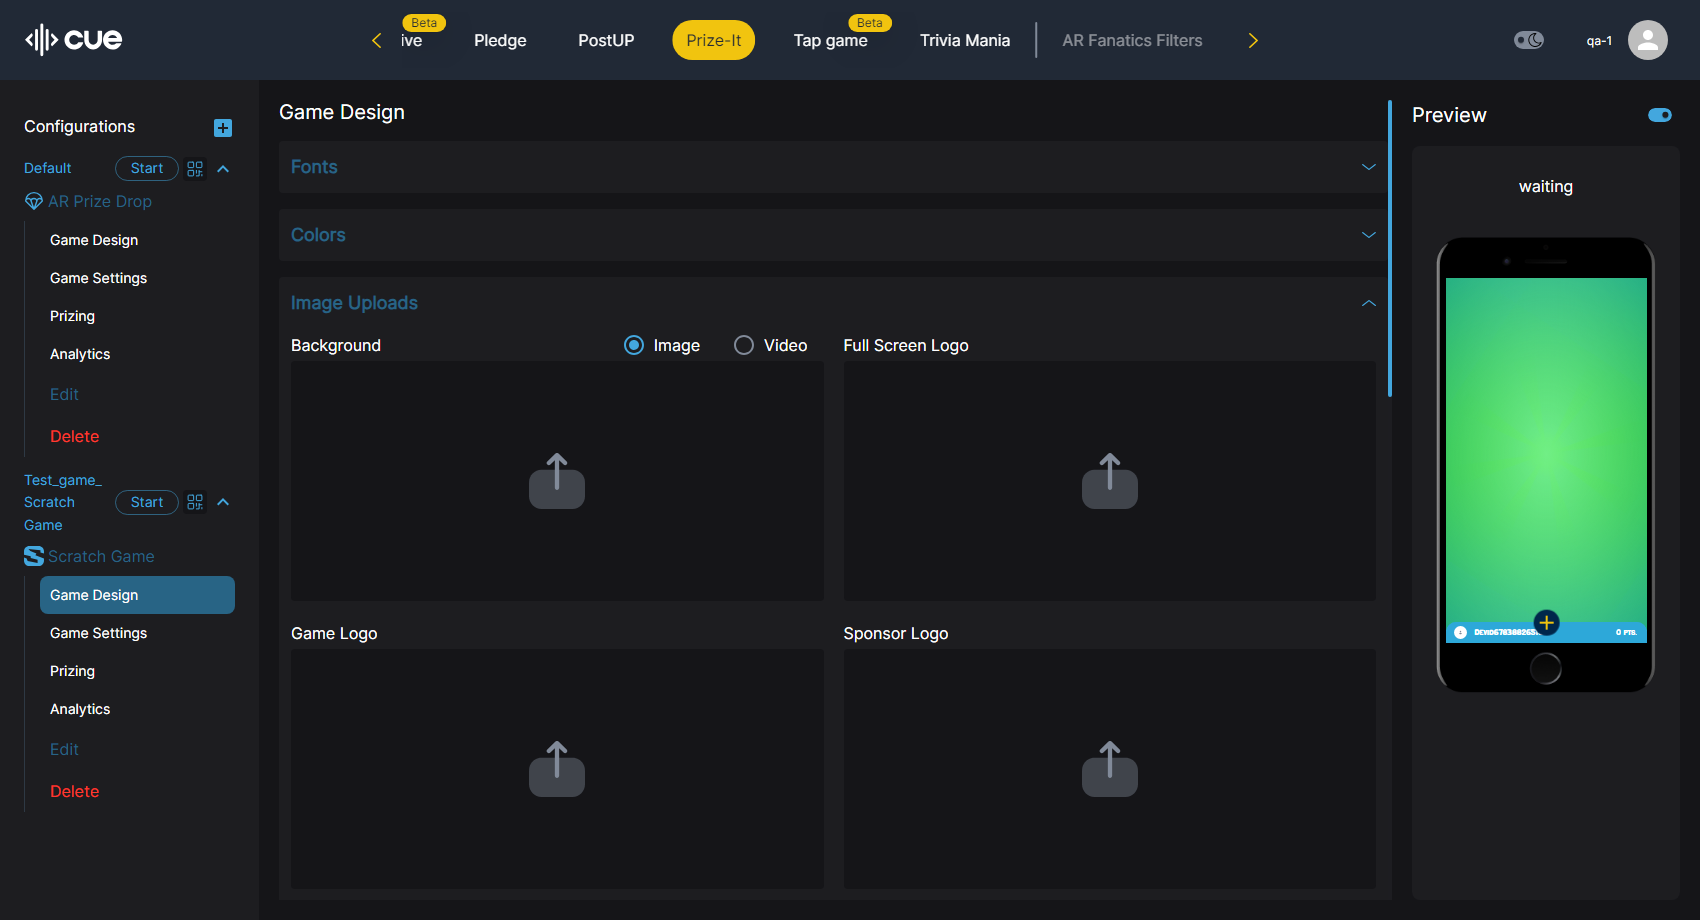 cue
Beta
ive
Pledge
PostUP
Prize-It
Beta
Tap game
Trivia Mania
AR Fanatics Filters
qa-1
Configurations
Default
Start
AR Prize Drop
Game Design
Game Settings
Prizing
Analytics
Edit
Delete
Test_game_
Scratch
Game
Start
Scratch Game
Game Design
Game Settings
Prizing
Analytics
Edit
Delete
Game Design
Fonts
Colors
Image Uploads
Background
Image
Video
Full Screen Logo
Game Logo
Sponsor Logo
Preview
waiting
0 PTS.